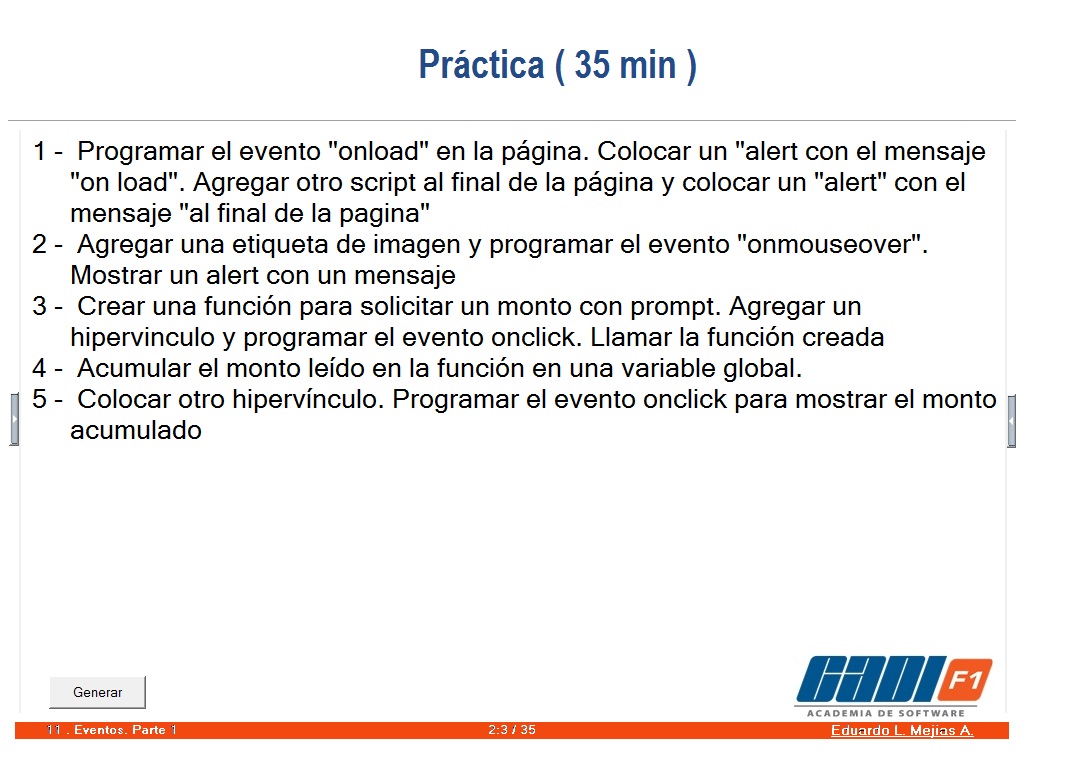 Práctica ( 35 min )
1 - Programar el evento "onload" en la página. Colocar un "alert con el mensaje
"on load". Agregar otro script al final de la página y colocar un "alert" con el
mensaje "al final de la pagina"
2 - Agregar una etiqueta de imagen y programar el evento "onmouseover".
Mostrar un alert con un mensaje
3 - Crear una función para solicitar un monto con prompt. Agregar un
hipervinculo y programar el evento onclick. Llamar la función creada
4 - Acumular el monto leído en la función en una variable global.
5 - Colocar otro hipervínculo. Programar el evento onclick para mostrar el monto
acumulado
Generar
CADI F1
ACADEMIA DE SOFTWARE
11 . Eventos. Parte 1
2:3 / 35
Eduardo L. Mejías A.